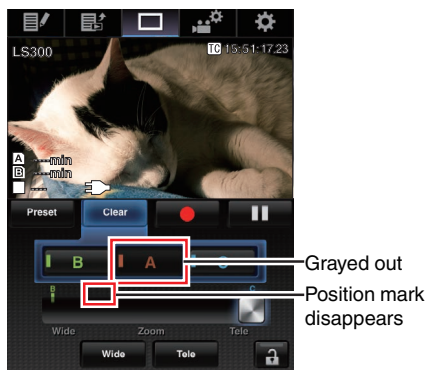 LS300
TC 15:51:17.23
A ----min
B ----min
----
Preset
Clear
B
A
C
Grayed out
B
C
Position mark
disappears
Wide
Zoom
Tele
Wide
Tele